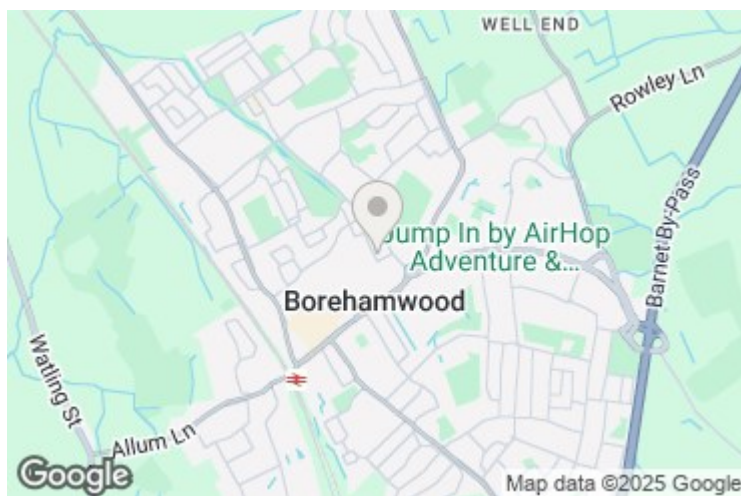 WELL END
Rowley Ln
Jump In by AirHop
Adventure &...
Barnet By-Pass
Borehamwood
Watling St
Allum Ln
Google
Map data ©2025 Google